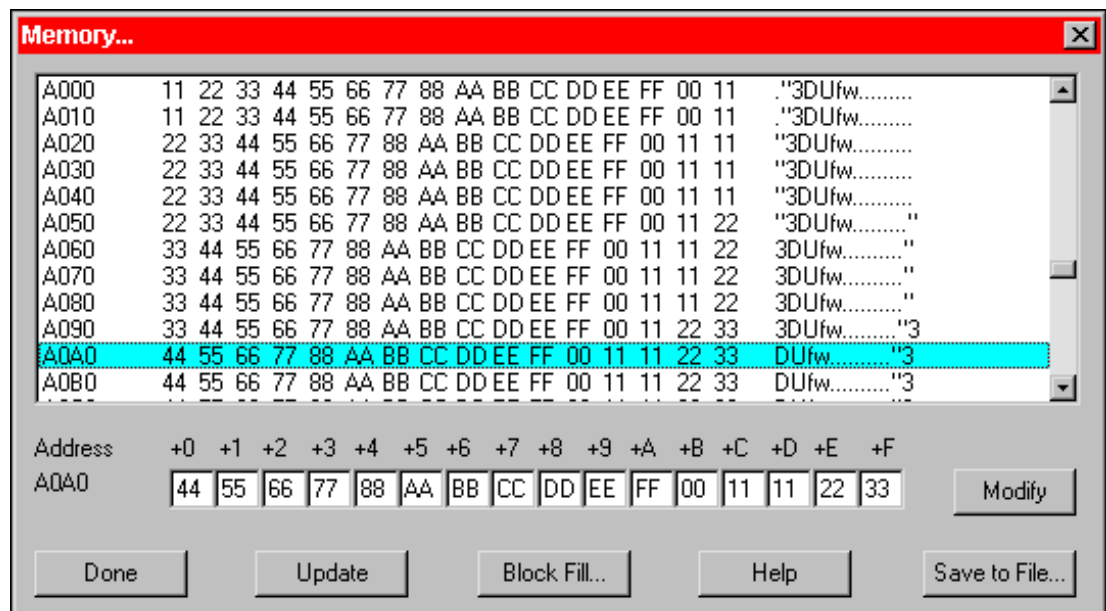 Memory...
A000 11 22 33 44 55 66 77 88 AA BB CC DD EE FF 00 11 ."3DUfw.........
A010 11 22 33 44 55 66 77 88 AA BB CC DD EE FF 00 11 ."3DUfw.........
A020 22 33 44 55 66 77 88 AA BB CC DD EE FF 00 11 11 "3DUfw..........
A030 22 33 44 55 66 77 88 AA BB CC DD EE FF 00 11 11 "3DUfw..........
A040 22 33 44 55 66 77 88 AA BB CC DD EE FF 00 11 11 "3DUfw..........
A050 22 33 44 55 66 77 88 AA BB CC DD EE FF 00 11 22 "3DUfw........."
A060 33 44 55 66 77 88 AA BB CC DD EE FF 00 11 11 22 3DUfw.........."
A070 33 44 55 66 77 88 AA BB CC DD EE FF 00 11 11 22 3DUfw.........."
A080 33 44 55 66 77 88 AA BB CC DD EE FF 00 11 11 22 3DUfw.........."
A090 33 44 55 66 77 88 AA BB CC DD EE FF 00 11 22 33 3DUfw........."3
A0A0 44 55 66 77 88 AA BB CC DD EE FF 00 11 11 22 33 DUfw.........."3
A0B0 44 55 66 77 88 AA BB CC DD EE FF 00 11 11 22 33 DUfw.........."3
Address +0 +1 +2 +3 +4 +5 +6 +7 +8 +9 +A +B +C +D +E +F
A0A0 44 55 66 77 88 AA BB CC DD EE FF 00 11 11 22 33 Modify
Done Update Block Fill... Help Save to File...